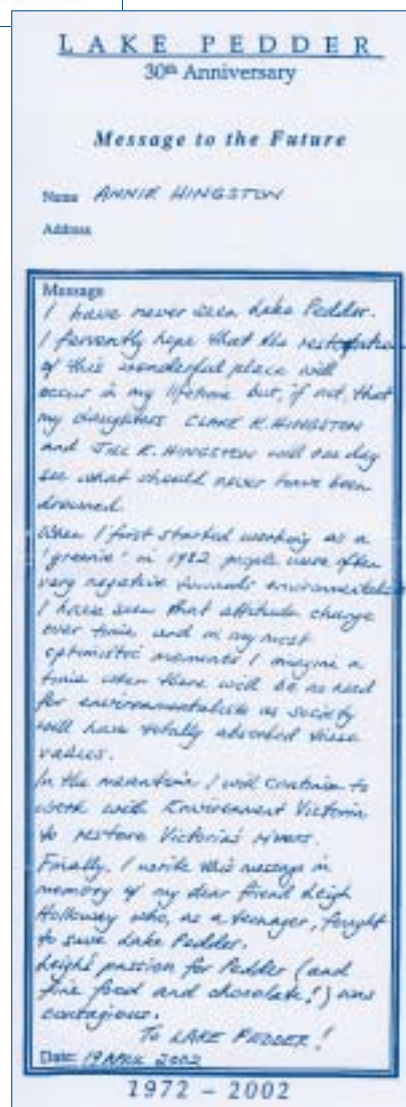 LAKE PEDDER
30th Anniversary
Message to the Future
Name ANNIE HINGSTON
Address
Message
I have never seen Lake Pedder.
I fervently hope that the restoration
of this wonderful place will
occur in my lifetime but, if not, that
my daughters CLARE K. HINGSTON
and JILL E. HINGSTON will one day
see what should never have been
drowned.
When I first started working as a
'greenie' in 1982 people were often
very negative towards environmentalists
I have seen that attitude change
over time and in my most
optimistic moments I imagine a
time when there will be no need
for environmentalists as society
will have totally absorbed these
values.
In the meantime I will continue to
work with Environment Victoria
to restore Victoria's rivers.
Finally, I write this message in
memory of my dear friend Leigh
Holloway who, as a teenager, fought
to save Lake Pedder.
Leigh's passion for Pedder (and
fine food and chocolate!) was
contagious.
To LAKE PEDDER!
Date: 19 APRIL 2002
1972 – 2002